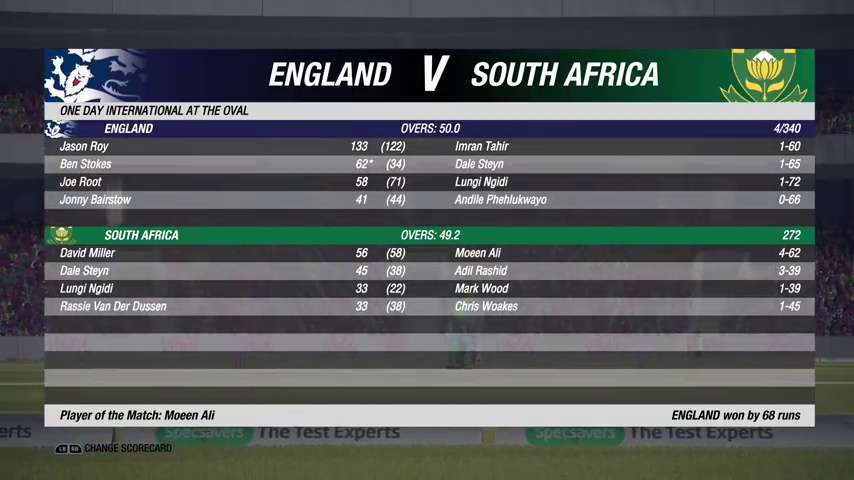 ENGLAND V SOUTH AFRICA
ONE DAY INTERNATIONAL AT THE OVAL
ENGLAND OVERS: 50.0 4/340
Jason Roy 133 (122) Imran Tahir 1-60
Ben Stokes 62* (34) Dale Steyn 1-65
Joe Root 58 (71) Lungi Ngidi 1-72
Jonny Bairstow 41 (44) Andile Phehlukwayo 0-66
SOUTH AFRICA OVERS: 49.2 272
David Miller 56 (58) Moeen Ali 4-62
Dale Steyn 45 (38) Adil Rashid 3-39
Lungi Ngidi 33 (22) Mark Wood 1-39
Rassie Van Der Dussen 33 (38) Chris Woakes 1-45
Player of the Match: Moeen Ali ENGLAND won by 68 runs
erts Specsavers The Test Experts Specsavers The Test Experts
LB RB CHANGE SCORECARD